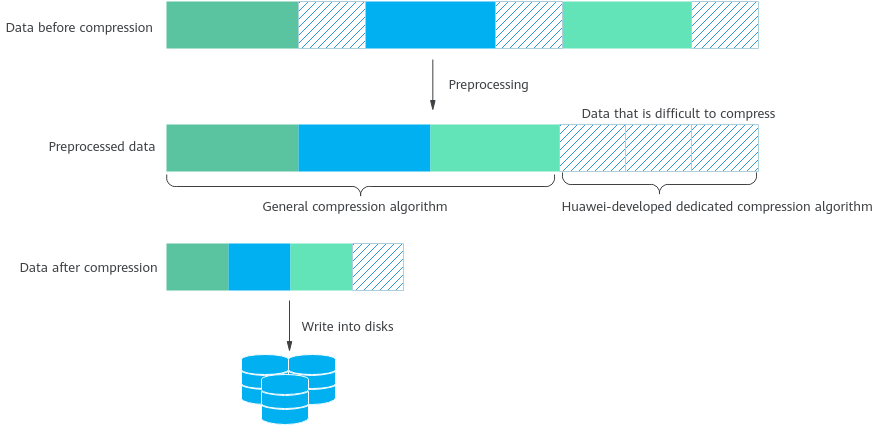 Data before compression
Preprocessing
Data that is difficult to compress
Preprocessed data
General compression algorithm
Huawei-developed dedicated compression algorithm
Data after compression
Write into disks